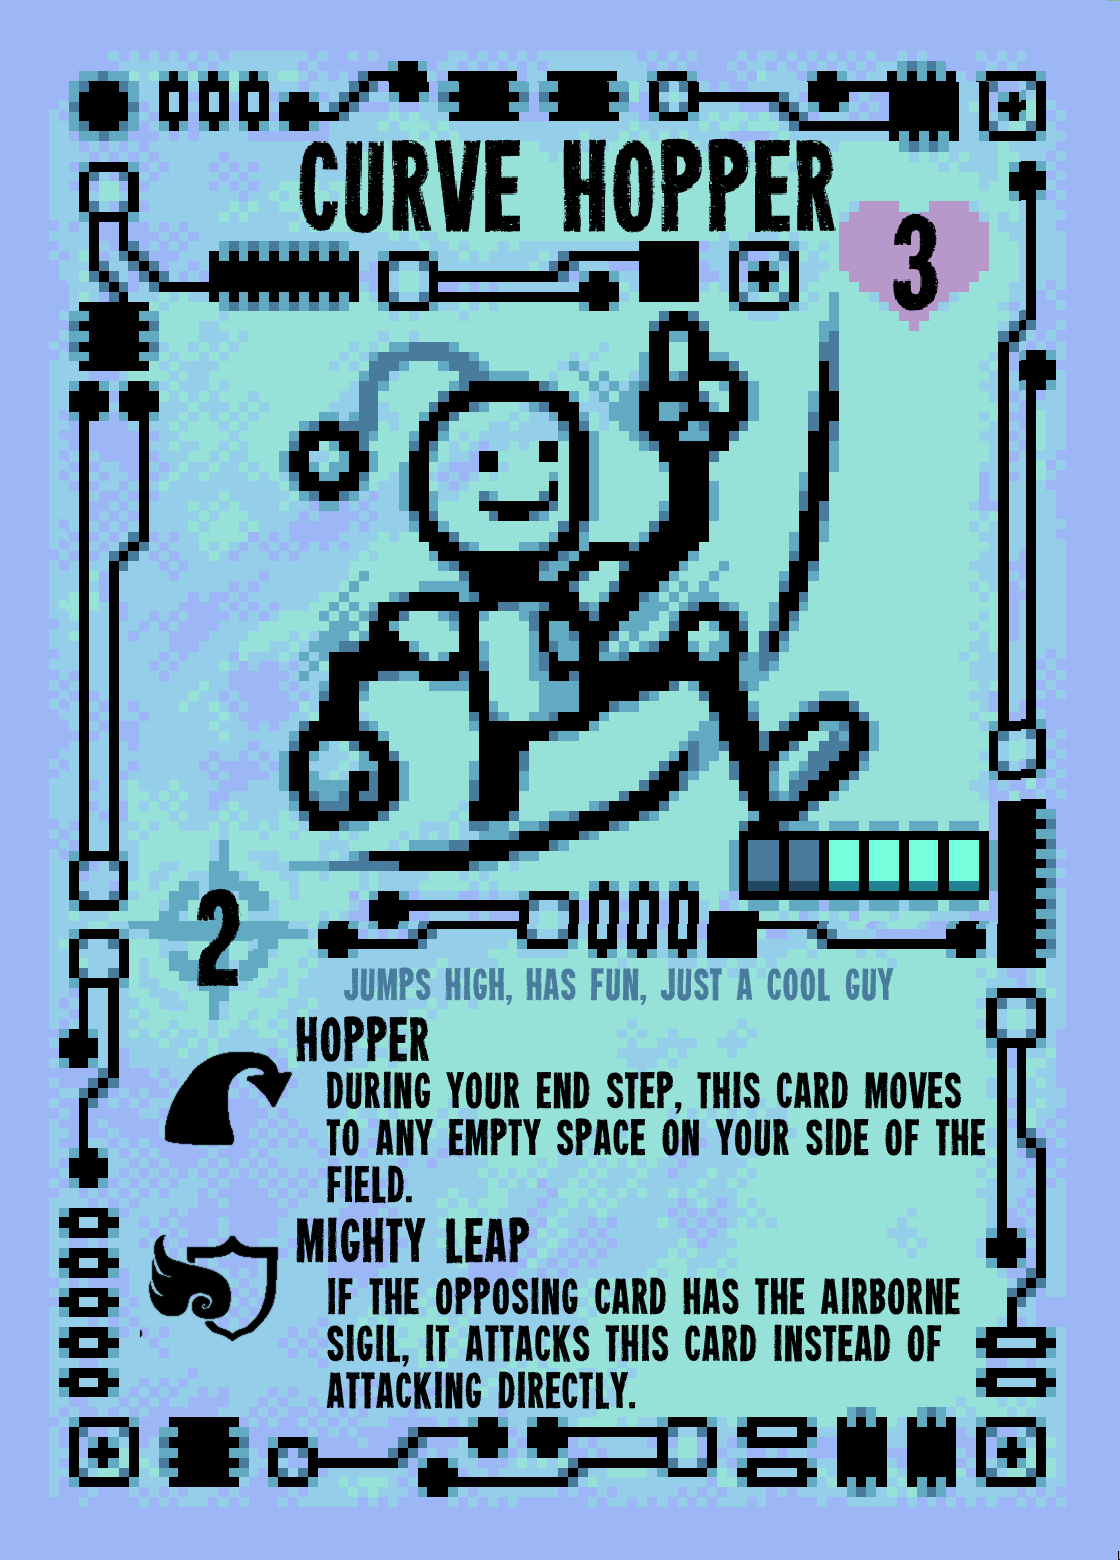 CURVE HOPPER
3
2
JUMPS HIGH, HAS FUN, JUST A COOL GUY
HOPPER
DURING YOUR END STEP, THIS CARD MOVES
TO ANY EMPTY SPACE ON YOUR SIDE OF THE
FIELD.
MIGHTY LEAP
IF THE OPPOSING CARD HAS THE AIRBORNE
SIGIL, IT ATTACKS THIS CARD INSTEAD OF
ATTACKING DIRECTLY.